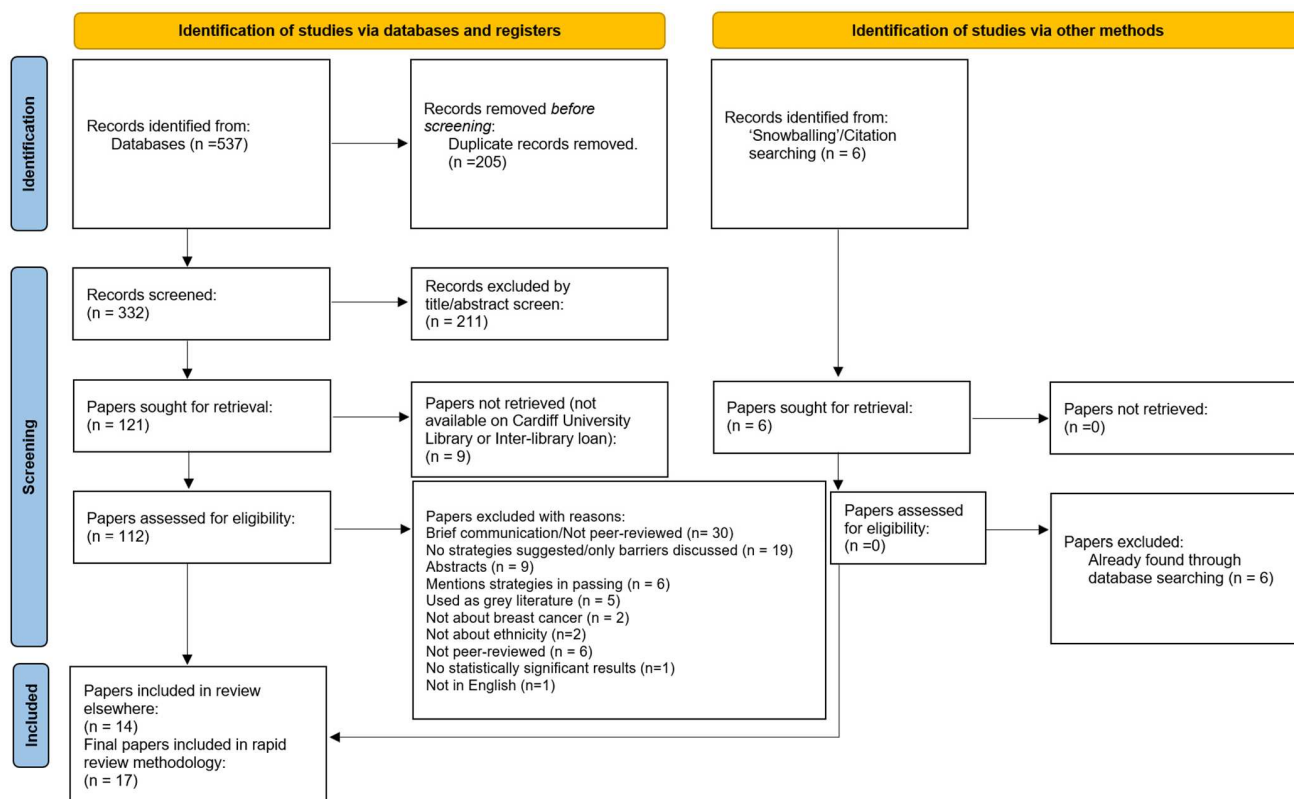 Identification of studies via databases and registers
Identification of studies via other methods
Identification
Records identified from:
Databases (n =537)
Records removed before
screening:
Duplicate records removed.
(n =205)
Records identified from:
‘Snowballing’/Citation
searching (n = 6)
Screening
Records screened:
(n = 332)
Records excluded by
title/abstract screen:
(n = 211)
Papers sought for retrieval:
(n = 121)
Papers not retrieved (not
available on Cardiff University
Library or Inter-library loan):
(n = 9)
Papers sought for retrieval:
(n = 6)
Papers not retrieved:
(n =0)
Papers assessed for eligibility:
(n = 112)
Papers excluded with reasons:
Brief communication/Not peer-reviewed (n= 30)
No strategies suggested/only barriers discussed (n = 19)
Abstracts (n = 9)
Mentions strategies in passing (n = 6)
Used as grey literature (n = 5)
Not about breast cancer (n = 2)
Not about ethnicity (n=2)
Not peer-reviewed (n = 6)
No statistically significant results (n=1)
Not in English (n=1)
Papers assessed
for eligibility:
(n =0)
Papers excluded:
Already found through
database searching (n = 6)
Included
Papers included in review
elsewhere:
(n = 14)
Final papers included in rapid
review methodology:
(n = 17)